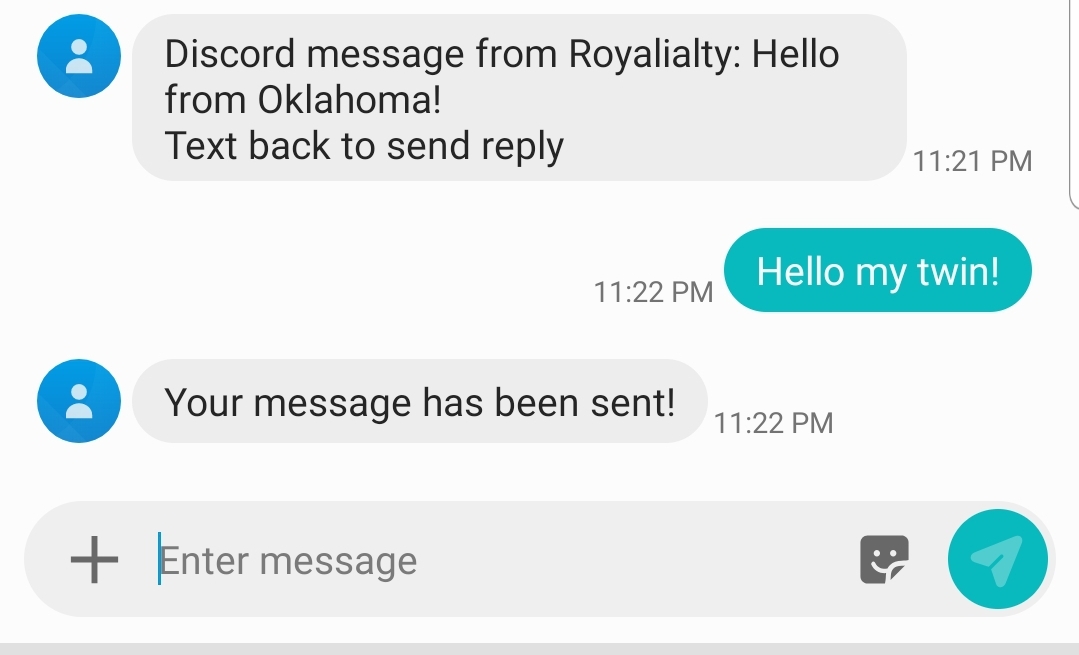 Discord message from Royalialty: Hello
from Oklahoma!
Text back to send reply
11:21 PM
Hello my twin!
11:22 PM
Your message has been sent!
11:22 PM
Enter message